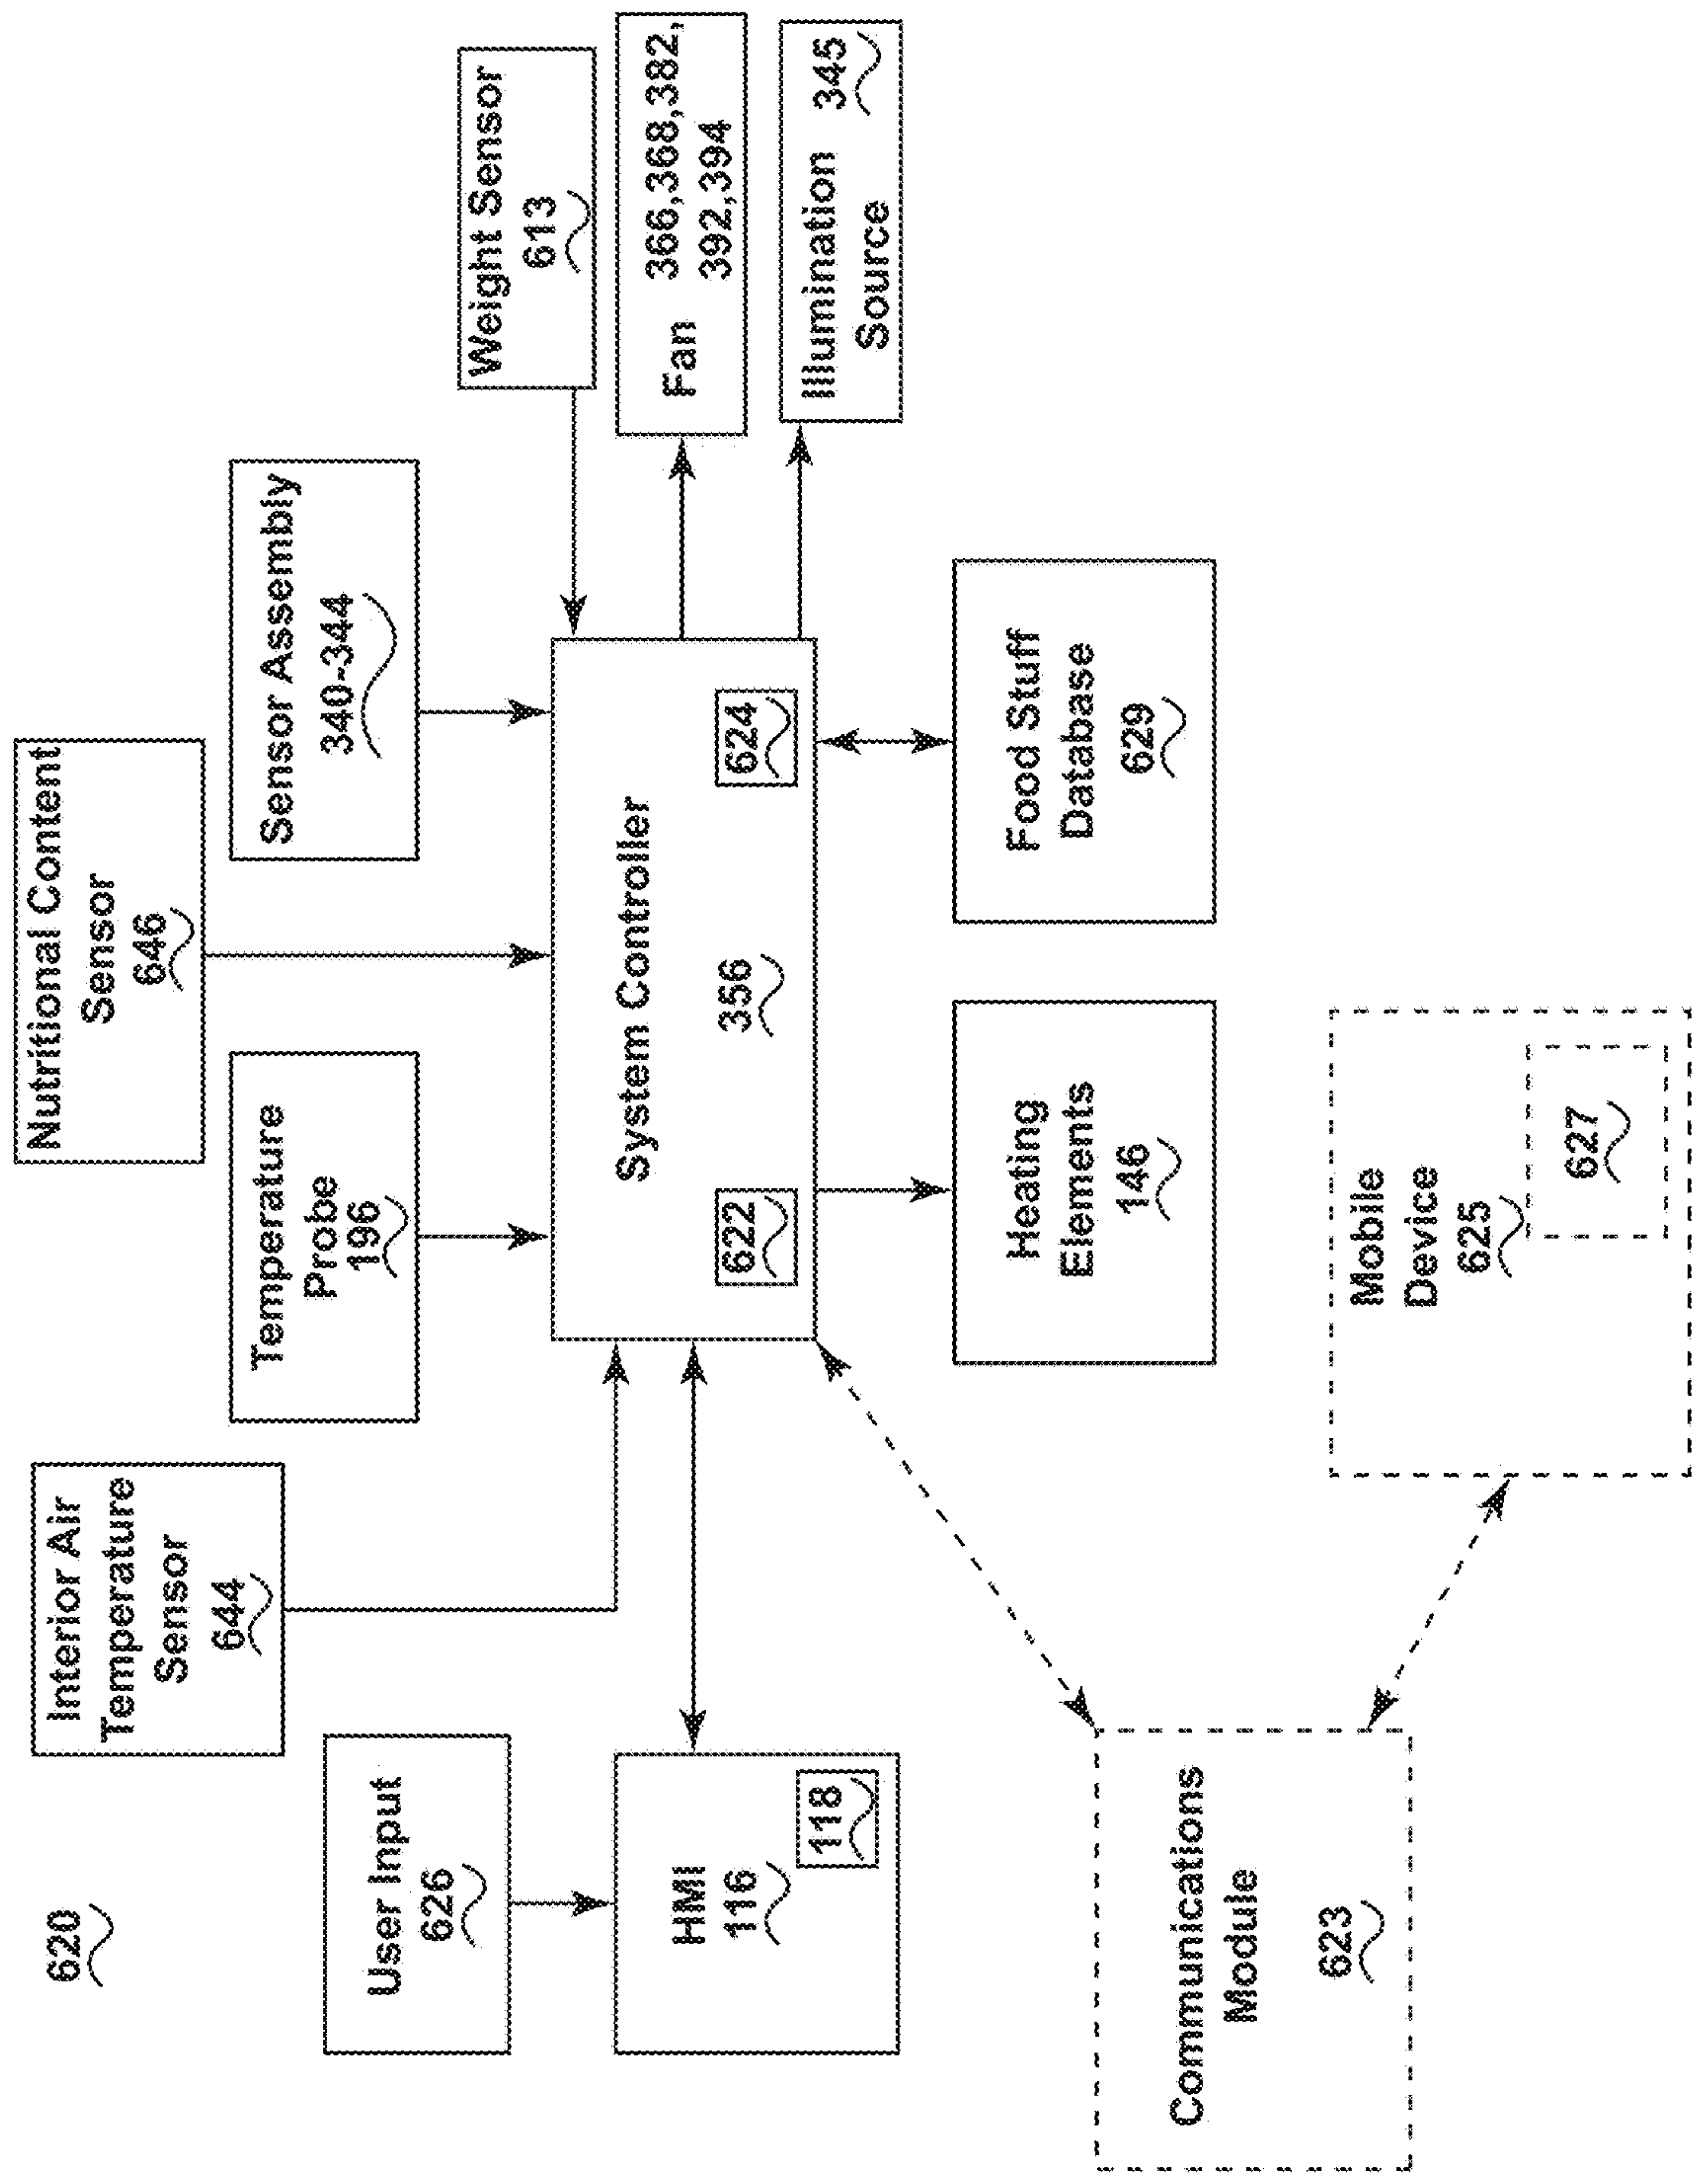 620
Interior Air
Temperature
Sensor
644
Nutritional Content
Sensor
646
User Input
626
Temperature
Probe
196
Sensor Assembly
340-344
Weight Sensor
613
HMI
116
118
System Controller
356
622
624
Fan
366,368,382,
392,394
Illumination
Source
345
Heating
Elements
146
Food Stuff
Database
629
Communications
Module
623
Mobile
Device
625
627